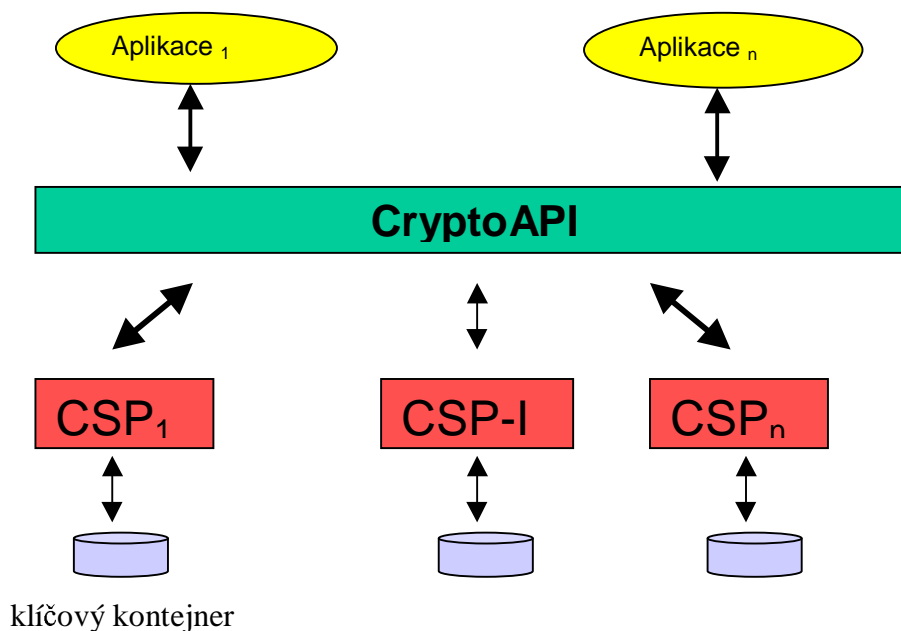 Aplikace ₁
Aplikace ₙ
CryptoAPI
CSP₁
CSP-I
CSPₙ
klíčový kontejner